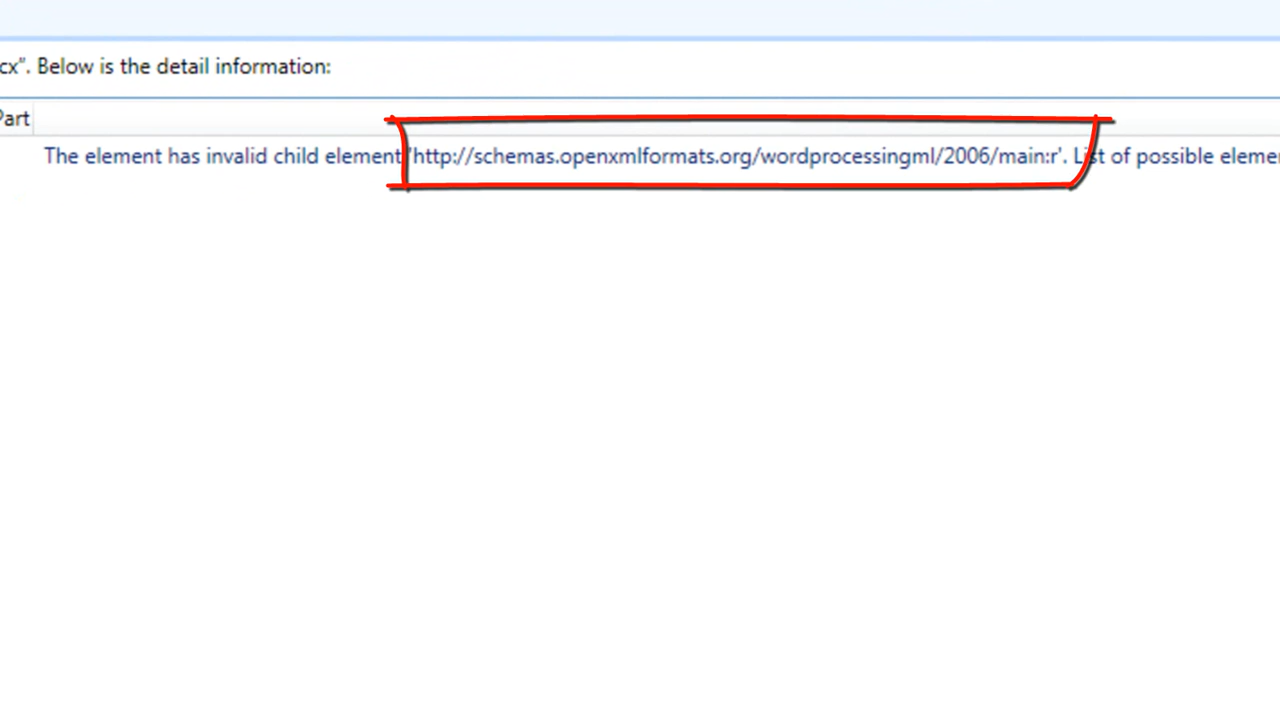 cx”. Below is the detail information:
Part
The element has invalid child element 'http://schemas.openxmlformats.org/wordprocessingml/2006/main:r'. List of possible eleme